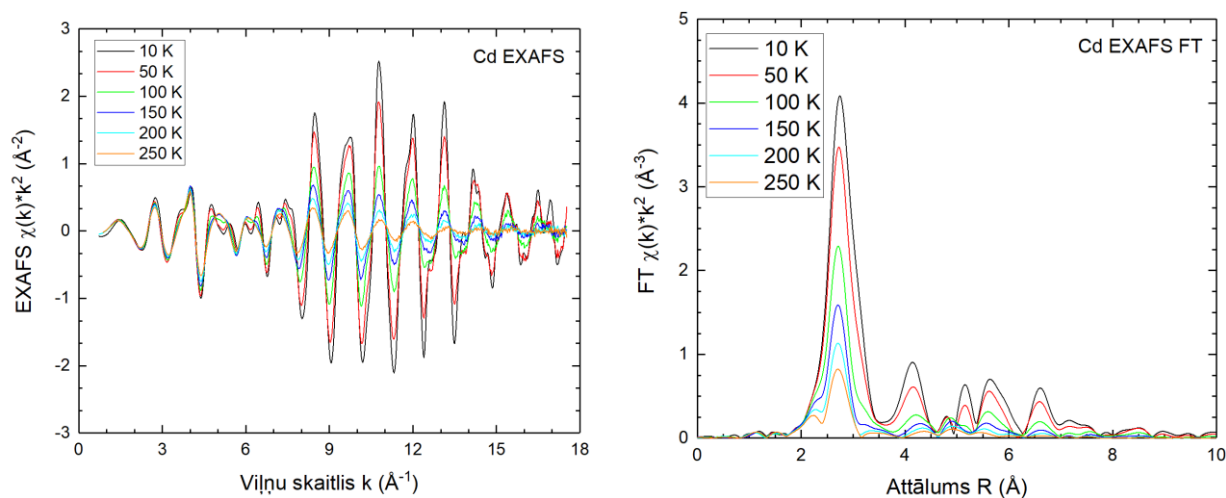 Cd EXAFS
10 K
50 K
100 K
150 K
200 K
250 K
EXAFS χ(k)*k² (Å⁻²)
3
2
1
0
-1
-2
-3
0
3
6
9
12
15
18
Viļņu skaitlis k (Å⁻¹)
Cd EXAFS FT
10 K
50 K
100 K
150 K
200 K
250 K
FT χ(k)*k² (Å⁻³)
5
4
3
2
1
0
0
2
4
6
8
10
Attālums R (Å)